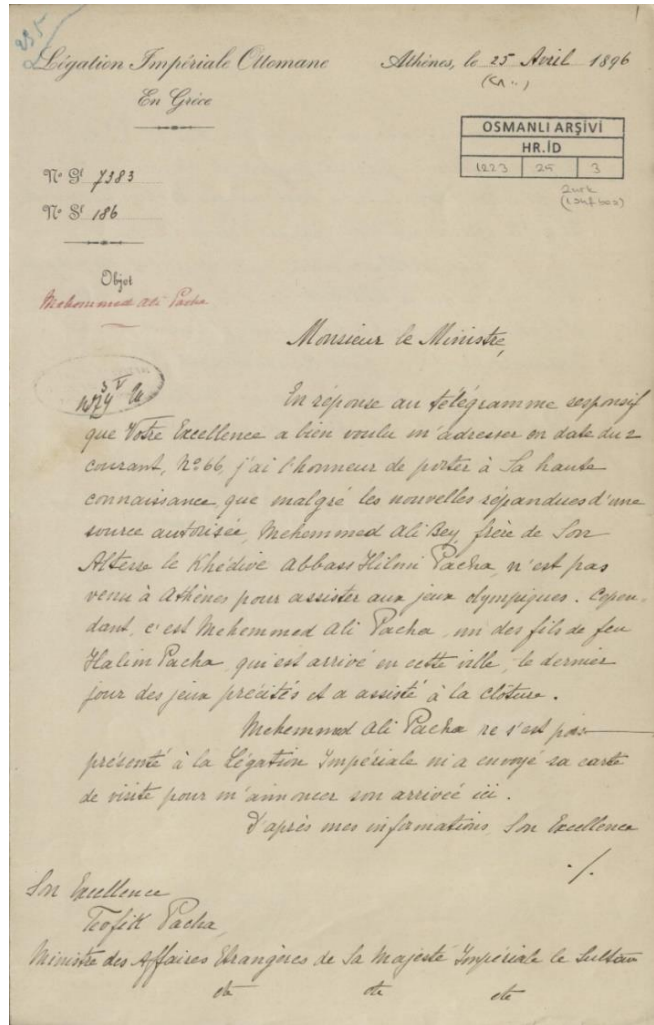 235
Légation Impériale Ottomane
En Grèce
Athènes, le 25 Avril 1896
OSMANLI ARŞİVİ
HR.İD
1223 25 3
No Gl 7383
No Sl 186
Objet
Mehemmed Ali Pacha
Monsieur le Ministre,
En réponse au télégramme responsif
que Votre Excellence a bien voulu m'adresser en date du 2
courant, No 66, j'ai l'honneur de porter à Sa haute
connaissance que malgré les nouvelles répandues d'une
source autorisée, Mehemmed Ali Bey, frère de Son
Altesse le Khédive Abbass Hilmi Pacha, n'est pas
venu à Athènes pour assister aux jeux olympiques. Cepen-
dant, c'est Mehemmed Ali Pacha, un des fils de feu
Halim Pacha, qui est arrivé en cette ville, le dernier
jour des jeux précités et a assisté à la clôture.
Mehemmed Ali Pacha ne s'est pas
présenté à la Légation Impériale ni a envoyé sa carte
de visite pour m'annoncer son arrivée ici.
D'après mes informations, Son Excellence
./.
Son Excellence
Tevfik Pacha,
Ministre des Affaires Etrangères de Sa Majesté Impériale le Sultan
etc etc etc